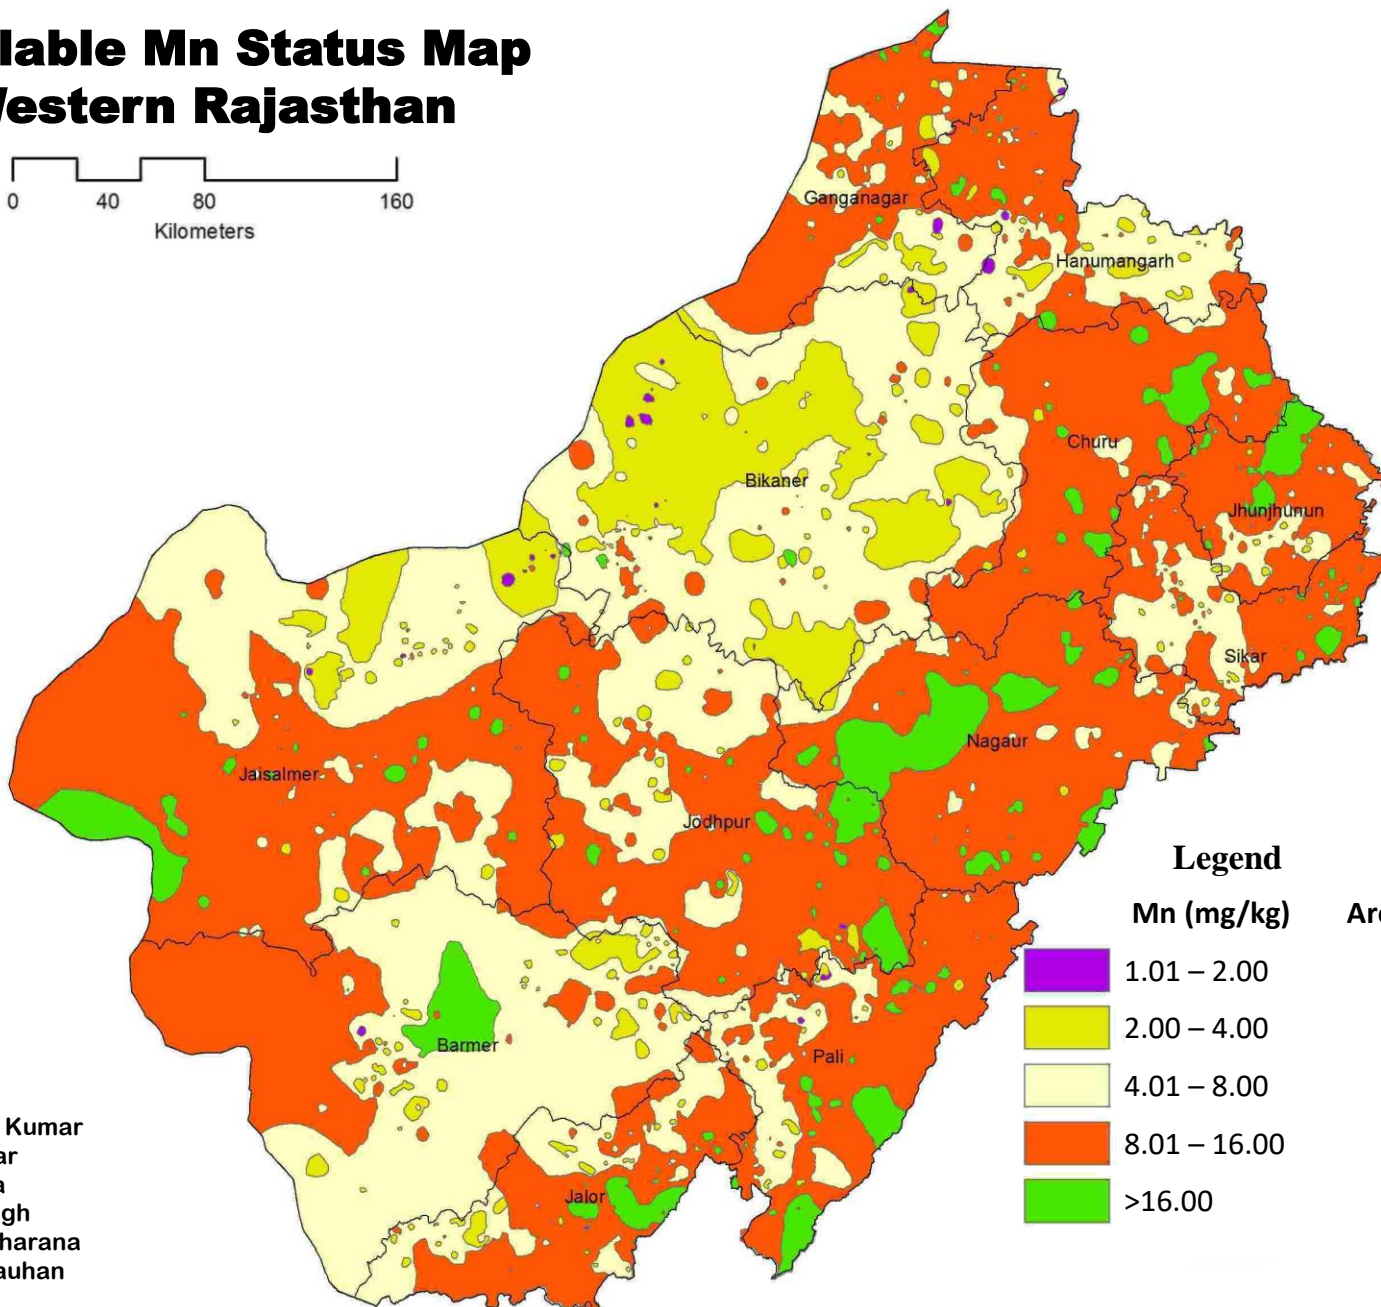 lable Mn Status Map
Western Rajasthan
0 40 80 160
Kilometers
Ganganagar
Hanumangarh
Churu
Bikaner
Jhunjhunun
Sikar
Nagaur
Jaisalmer
Jodhpur
Barmer
Pali
Jalor
Legend
Mn (mg/kg) Are
1.01 – 2.00
2.00 – 4.00
4.01 – 8.00
8.01 – 16.00
>16.00
Kumar
ar
a
gh
harana
auhan